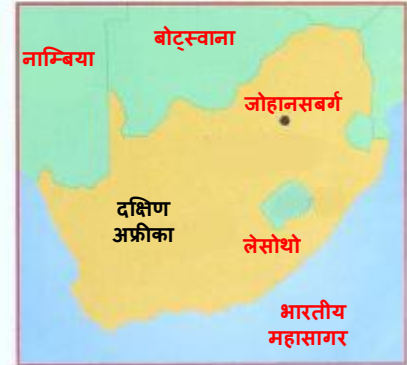 बोट्स्वाना
नाम्बिया
जोहानसबर्ग
दक्षिण
अफ्रीका
लेसोथो
भारतीय
महासागर